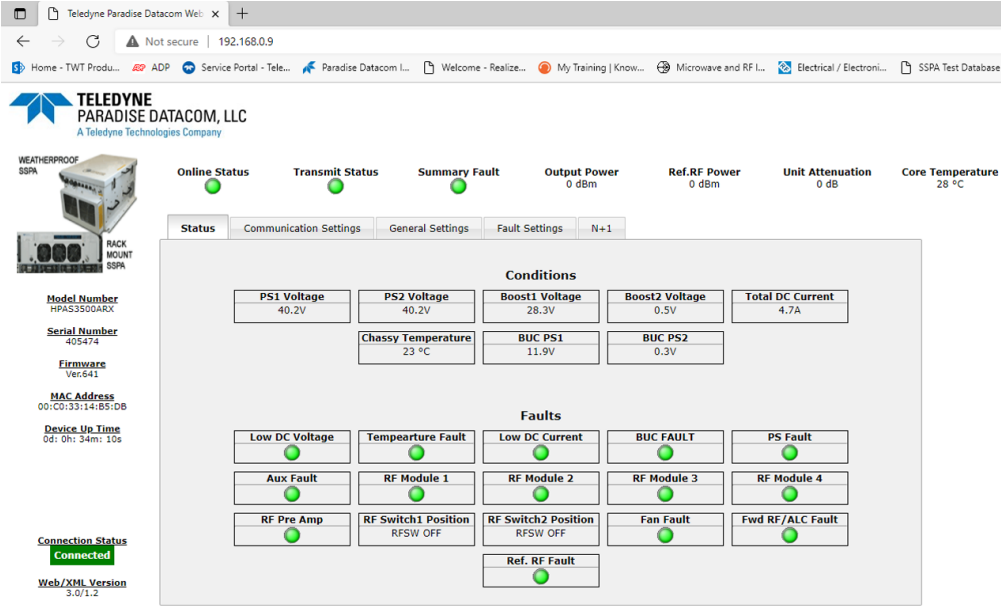 Teledyne Paradise Datacom Web
Not secure | 192.168.0.9
Home - TWT Produ... ADP Service Portal - Tele... Paradise Datacom I... Welcome - Realize... My Training | Know... Microwave and RF I... Electrical / Electroni... SSPA Test Database
TELEDYNE
PARADISE DATACOM, LLC
A Teledyne Technologies Company
WEATHERPROOF
SSPA
RACK
MOUNT
SSPA
Online Status Transmit Status Summary Fault Output Power Ref.RF Power Unit Attenuation Core Temperature
0 dBm 0 dBm 0 dB 28 °C
Status Communication Settings General Settings Fault Settings N+1
Model Number
HPAS3500ARX
Serial Number
405474
Firmware
Ver.641
MAC Address
00:C0:33:14:B5:DB
Device Up Time
0d: 0h: 34m: 10s
Connection Status
Connected
Web/XML Version
3.0/1.2
Conditions
PS1 Voltage PS2 Voltage Boost1 Voltage Boost2 Voltage Total DC Current
40.2V 40.2V 28.3V 0.5V 4.7A
Chassy Temperature BUC PS1 BUC PS2
23 °C 11.9V 0.3V
Faults
Low DC Voltage Tempearture Fault Low DC Current BUC FAULT PS Fault
Aux Fault RF Module 1 RF Module 2 RF Module 3 RF Module 4
RF Pre Amp RF Switch1 Position RF Switch2 Position Fan Fault Fwd RF/ALC Fault
RFSW OFF RFSW OFF
Ref. RF Fault